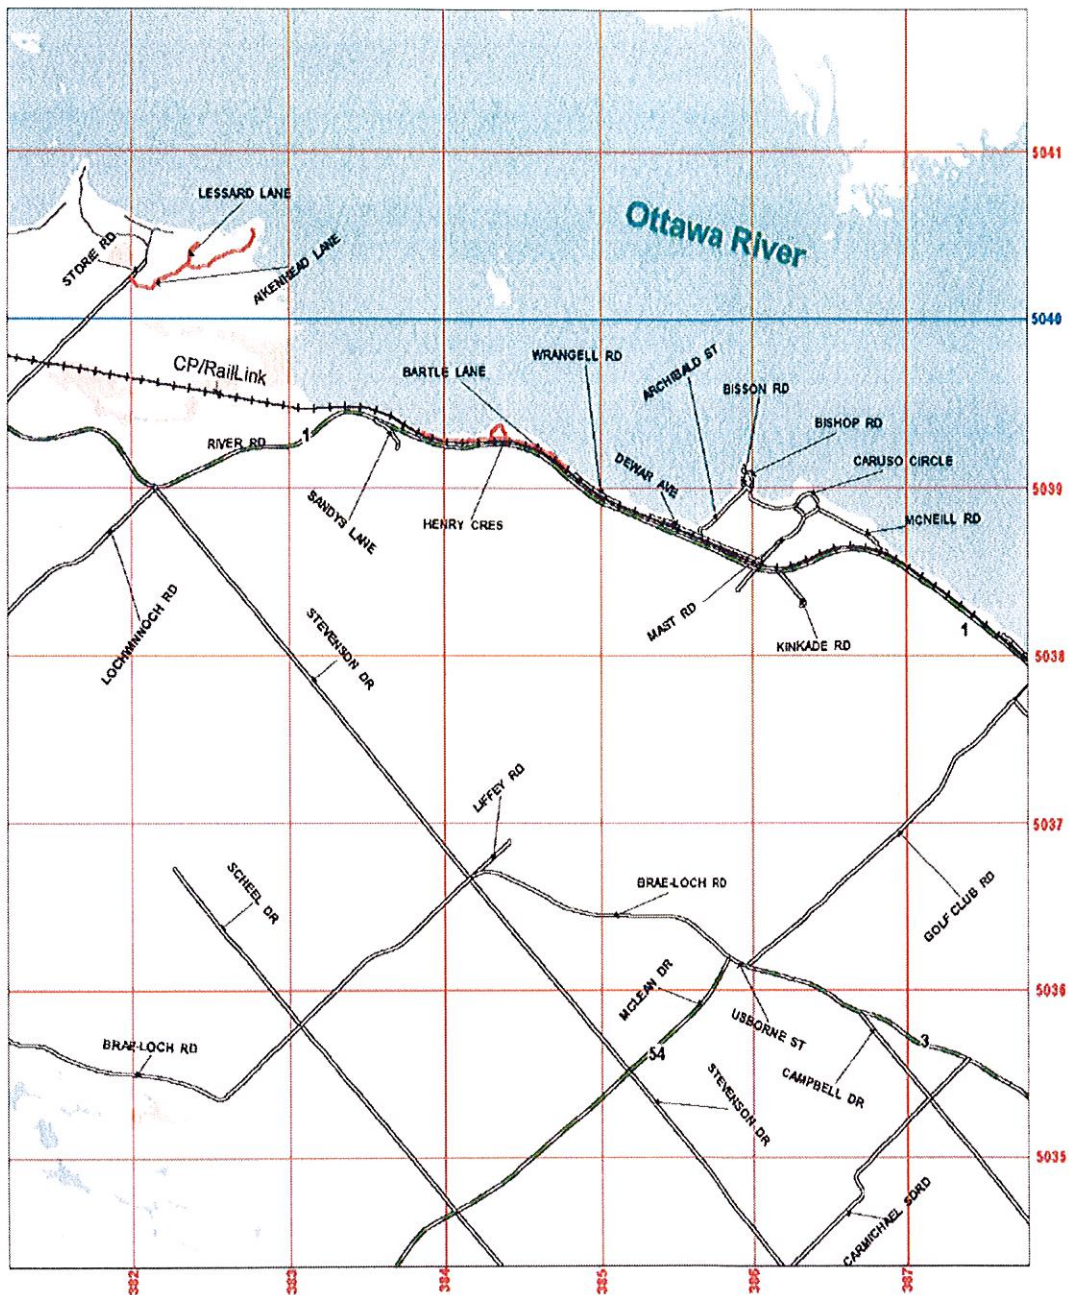 5041
LESSARD LANE
Ottawa River
STORIE RD
AIKENHEAD LANE
5040
CP/RailLink
WRANGELL RD
ARCHIBALD ST
BARTLE LANE
BISSON RD
BISHOP RD
RIVER RD
1
CARUSO CIRCLE
DEWAR AVE
5039
SANDYS LANE
HENRY CRES
MCNEILL RD
LOCHWINNOCH RD
STEVENSON DR
MAST RD
KINKADE RD
1
5038
LIFFEY RD
5037
SCHEEL DR
BRAE-LOCH RD
GOLF CLUB RD
MCLEAN DR
5036
USBORNE ST
BRAE-LOCH RD
54
3
STEVENSON DR
CAMPBELL DR
5035
CARMICHAEL SDRD
382
383
384
385
386
387